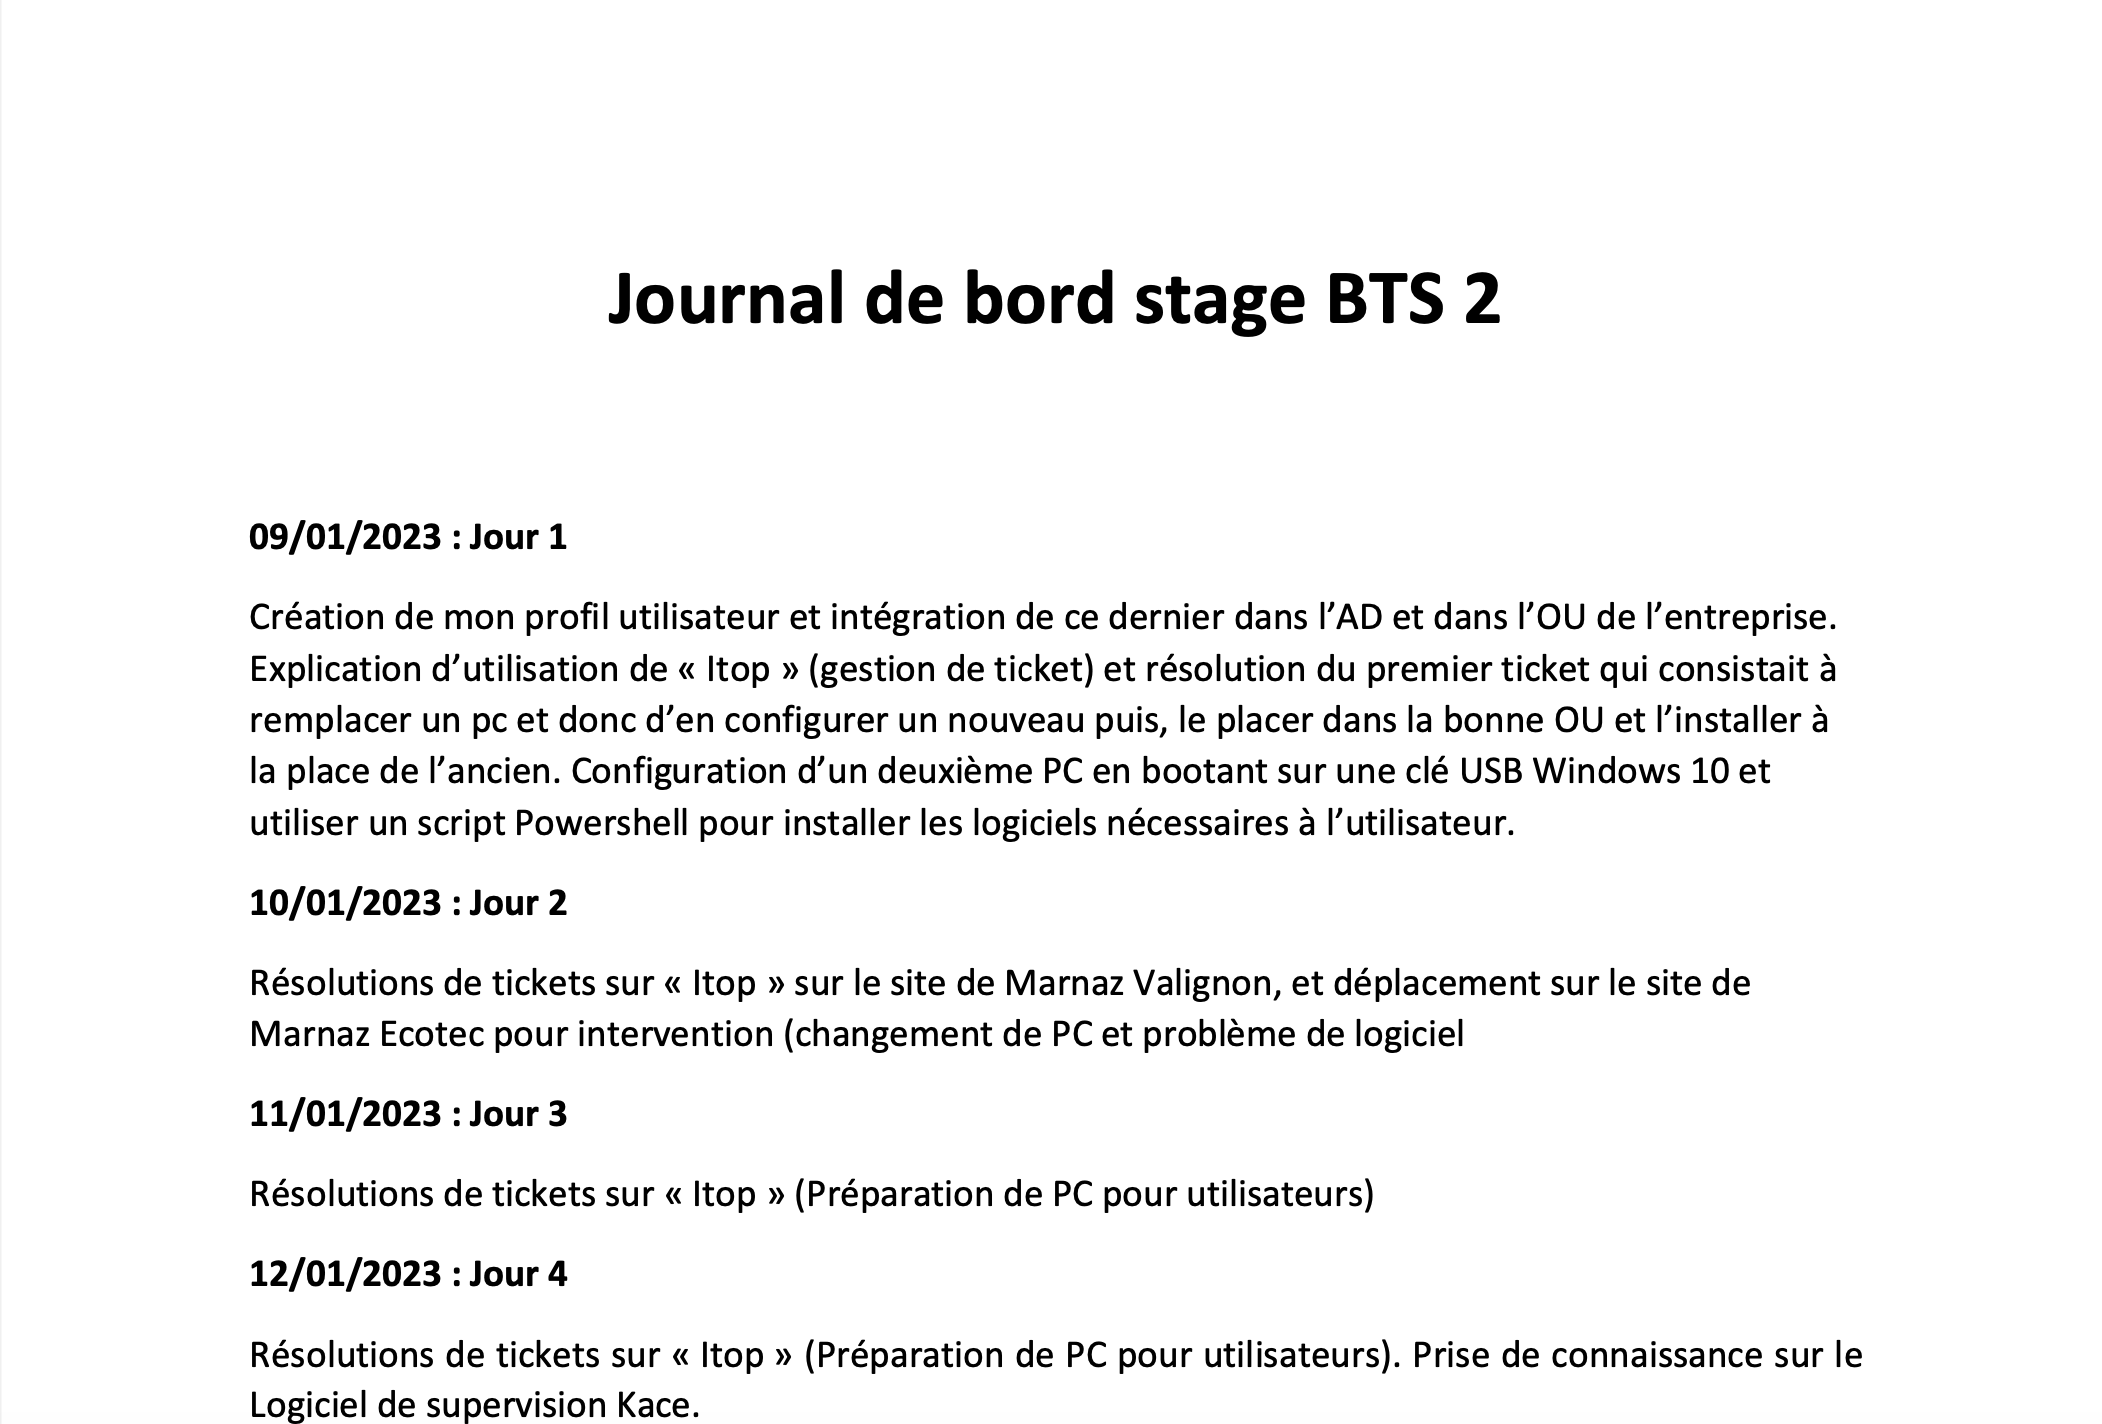 Journal de bord stage BTS 2
09/01/2023 : Jour 1
Création de mon profil utilisateur et intégration de ce dernier dans l’AD et dans l’OU de l’entreprise.
Explication d’utilisation de « Itop » (gestion de ticket) et résolution du premier ticket qui consistait à
remplacer un pc et donc d’en configurer un nouveau puis, le placer dans la bonne OU et l’installer à
la place de l’ancien. Configuration d’un deuxième PC en bootant sur une clé USB Windows 10 et
utiliser un script Powershell pour installer les logiciels nécessaires à l’utilisateur.
10/01/2023 : Jour 2
Résolutions de tickets sur « Itop » sur le site de Marnaz Valignon, et déplacement sur le site de
Marnaz Ecotec pour intervention (changement de PC et problème de logiciel
11/01/2023 : Jour 3
Résolutions de tickets sur « Itop » (Préparation de PC pour utilisateurs)
12/01/2023 : Jour 4
Résolutions de tickets sur « Itop » (Préparation de PC pour utilisateurs). Prise de connaissance sur le
Logiciel de supervision Kace.